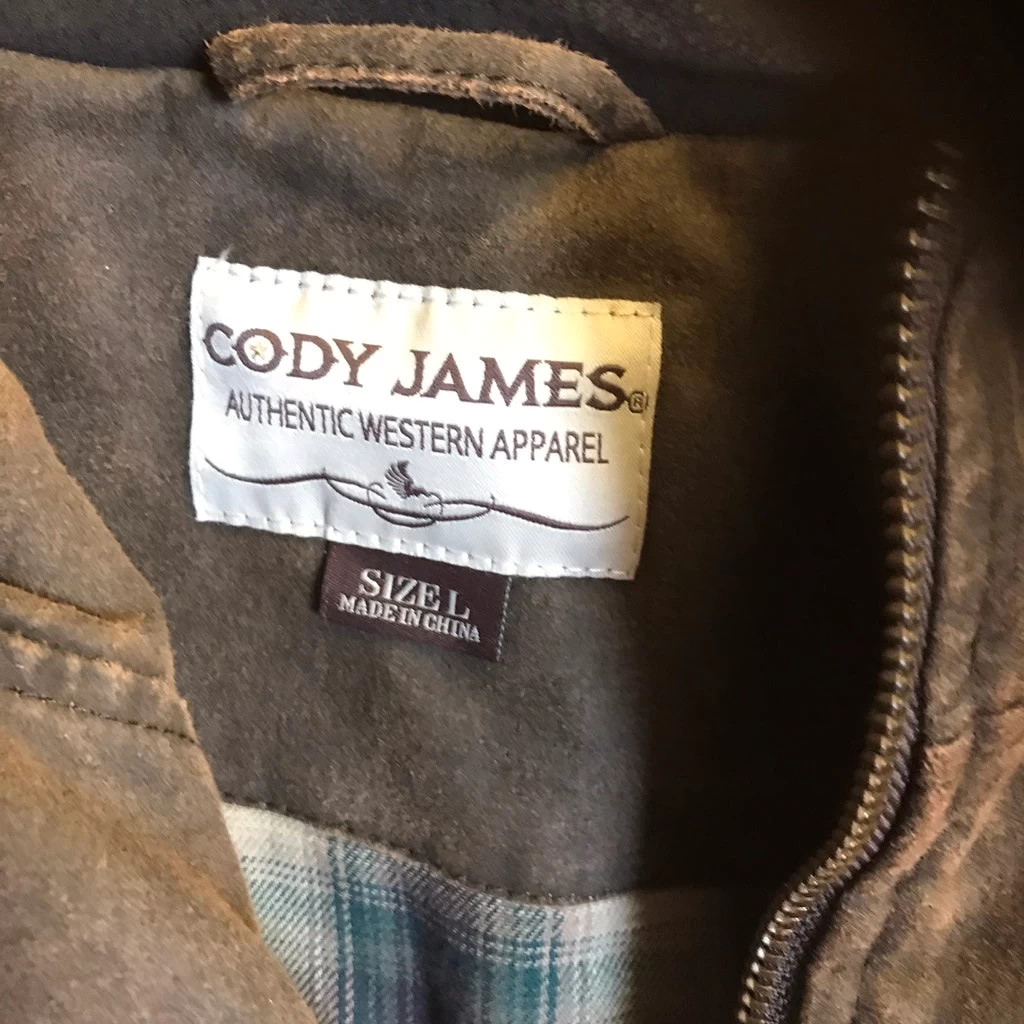 CODY JAMES®
AUTHENTIC WESTERN APPAREL
SIZE L
MADE IN CHINA